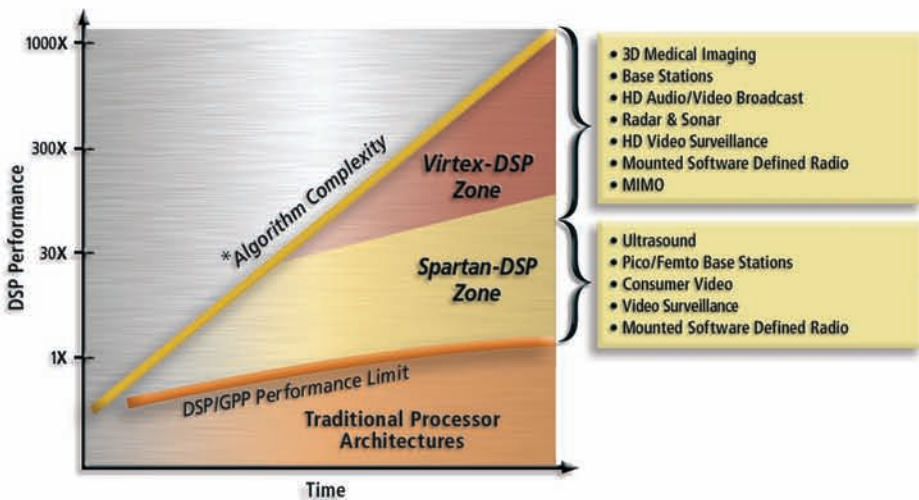 1000X
300X
30X
1X
DSP Performance
Time
*Algorithm Complexity
Virtex-DSP
Zone
Spartan-DSP
Zone
DSP/GPP Performance Limit
Traditional Processor
Architectures
• 3D Medical Imaging
• Base Stations
• HD Audio/Video Broadcast
• Radar & Sonar
• HD Video Surveillance
• Mounted Software Defined Radio
• MIMO
• Ultrasound
• Pico/Femto Base Stations
• Consumer Video
• Video Surveillance
• Mounted Software Defined Radio